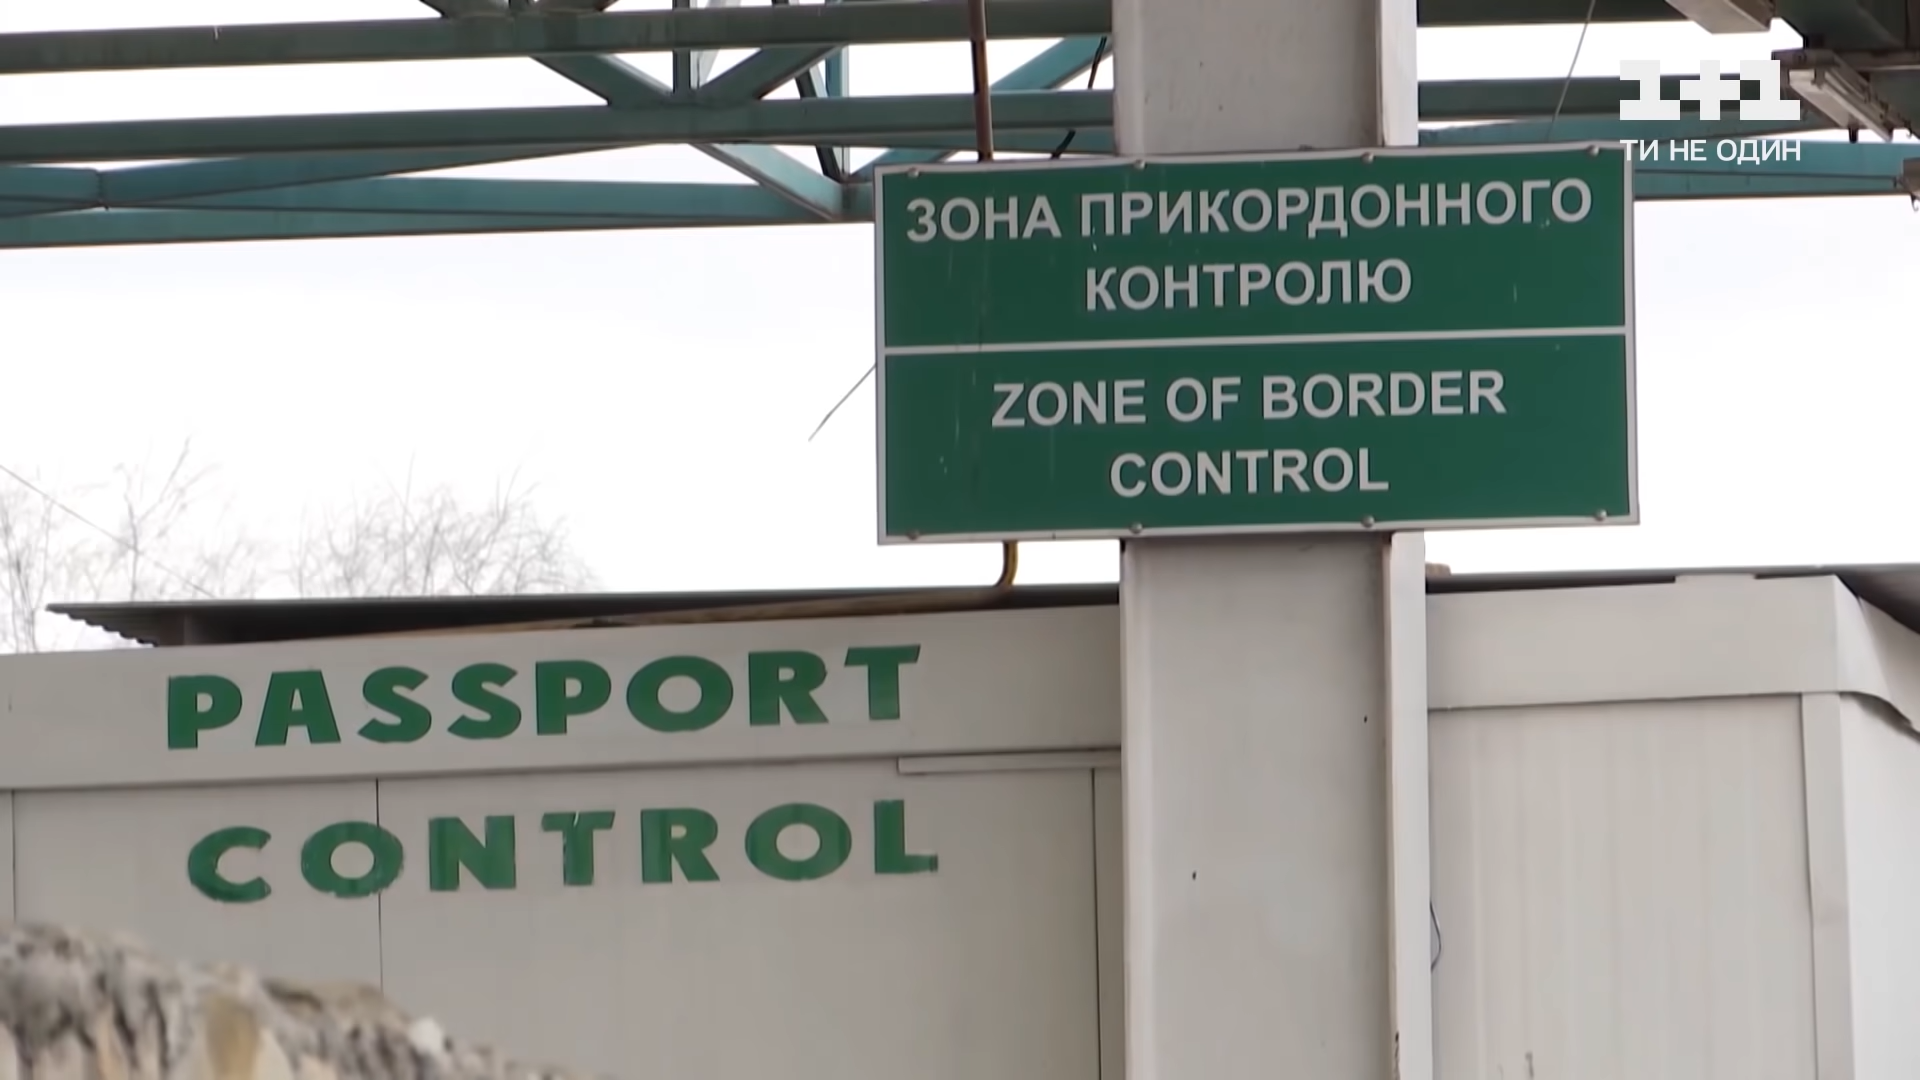 1+1
ТИ НЕ ОДИН
ЗОНА ПРИКОРДОННОГО
КОНТРОЛЮ
ZONE OF BORDER
CONTROL
PASSPORT
CONTROL